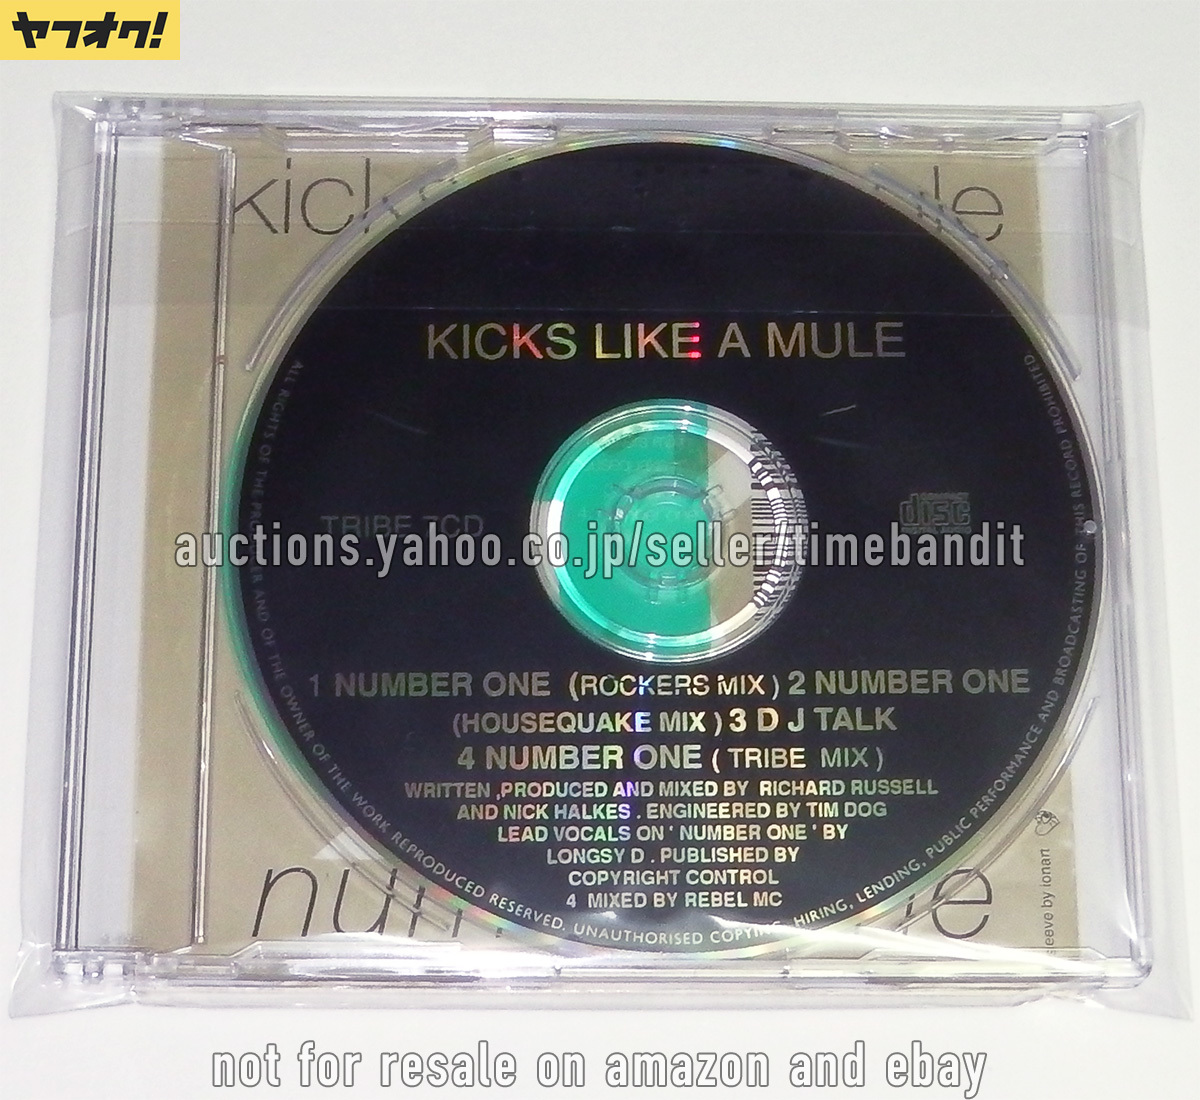 ヤフオク!
KICKS LIKE A MULE
TRIBE 7CD
COMPACT
disc
auctions.yahoo.co.jp/seller/timebandit
1 NUMBER ONE (ROCKERS MIX) 2 NUMBER ONE
(HOUSEQUAKE MIX) 3 D J TALK
4 NUMBER ONE (TRIBE MIX)
WRITTEN ,PRODUCED AND MIXED BY RICHARD RUSSELL
AND NICK HALKES . ENGINEERED BY TIM DOG
LEAD VOCALS ON ' NUMBER ONE ' BY
LONGSY D . PUBLISHED BY
COPYRIGHT CONTROL
4 MIXED BY REBEL MC
ALL RIGHTS OF THE PRODUCER AND OF THE OWNER OF THE WORK REPRODUCED RESERVED. UNAUTHORISED COPYING, HIRING, LENDING, PUBLIC PERFORMANCE AND BROADCASTING OF THIS RECORD PROHIBITED
sleeve by ionart
not for resale on amazon and ebay